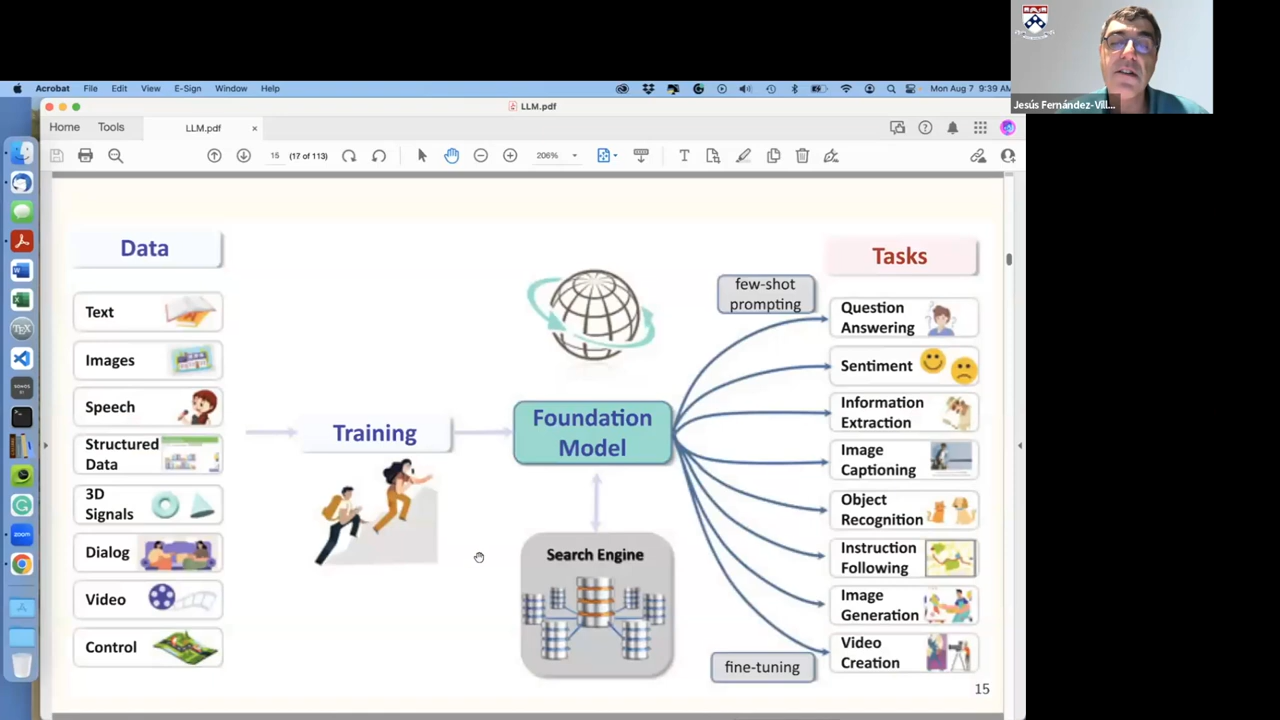 Jesús Fernández-Vill...
Acrobat File Edit View E-Sign Window Help
Mon Aug 7 9:39 AM
LLM.pdf
Home Tools LLM.pdf ×
15 (17 of 113) 206%
Data
Text
Images
Speech
Structured
Data
3D
Signals
Dialog
Video
Control
Training
Foundation
Model
Search Engine
few-shot
prompting
fine-tuning
Tasks
Question
Answering
Sentiment
Information
Extraction
Image
Captioning
Object
Recognition
Instruction
Following
Image
Generation
Video
Creation
15
TEX
zoom